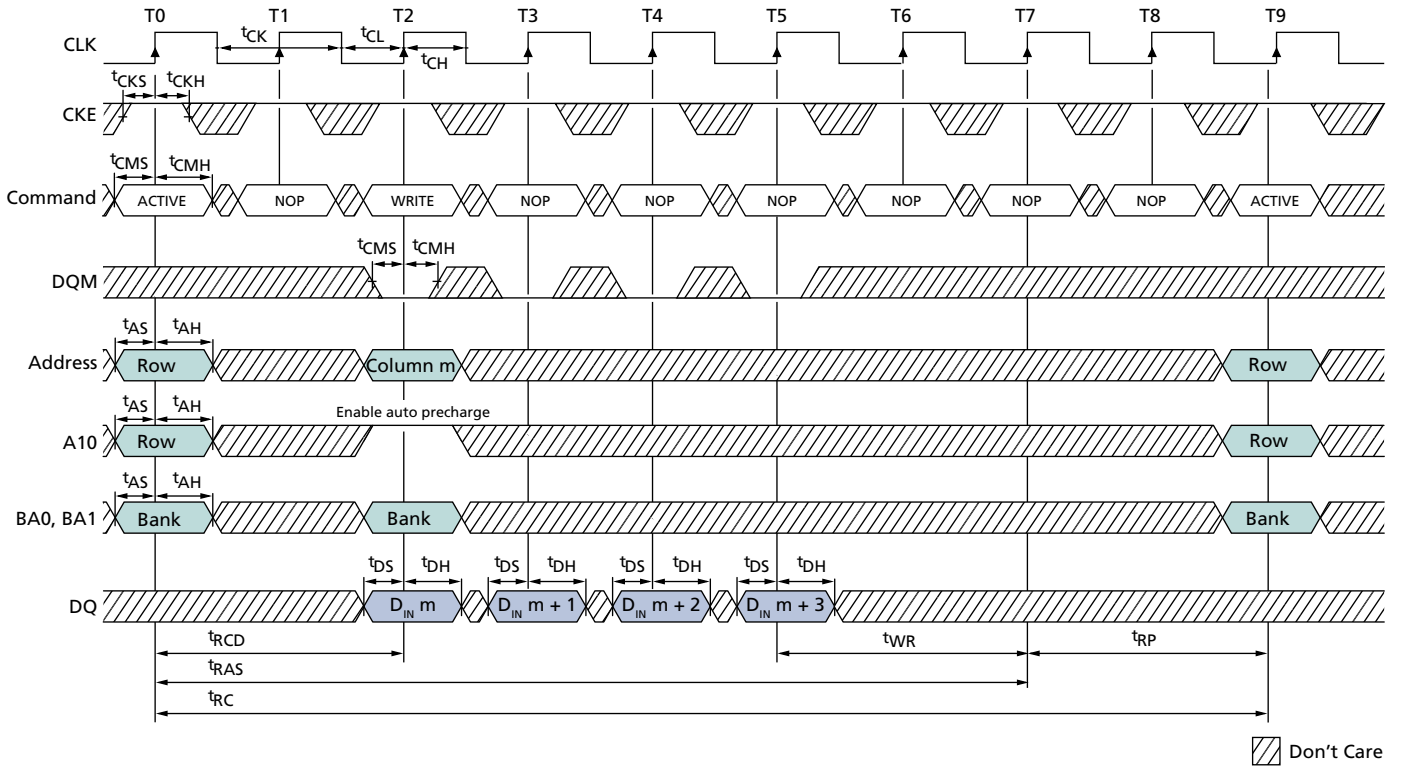 T0 T1 T2 T3 T4 T5 T6 T7 T8 T9
CLK tCK tCL tCH
tCKS tCKH
CKE
tCMS tCMH
Command ACTIVE NOP WRITE NOP NOP NOP NOP NOP NOP ACTIVE
tCMS tCMH
DQM
tAS tAH
Address Row Column m Row
tAS tAH Enable auto precharge
A10 Row Row
tAS tAH
BA0, BA1 Bank Bank Bank
tDS tDH tDS tDH tDS tDH tDS tDH
DQ DIN m DIN m + 1 DIN m + 2 DIN m + 3
tRCD tWR tRP
tRAS
tRC
Don't Care